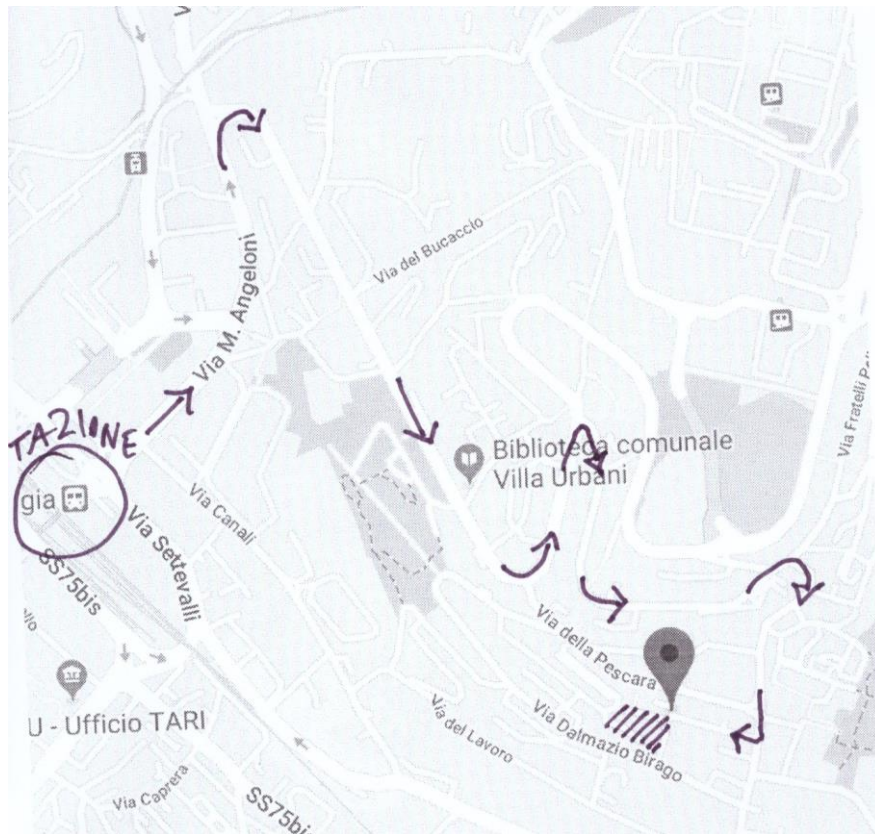 Via del Bucaccio
Via M. Angeloni
TAZIONE
Biblioteca comunale
Villa Urbani
Via Fratelli
gia
Via Canali
Via Settevalli
SS75bis
Via della Pescara
U - Ufficio TARI
Via Dalmazio Birago
Via del Lavoro
Via Caprera
SS75bi